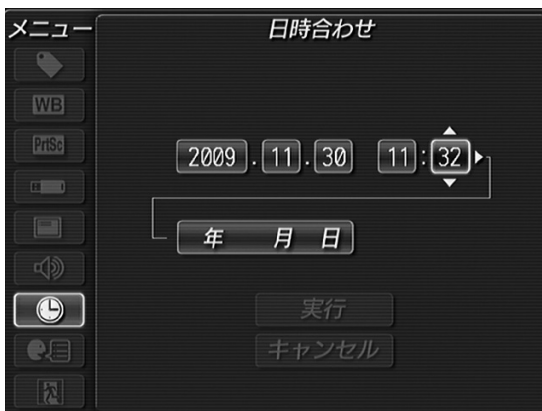 メニュー
日時合わせ
WB
PrtSc
2009.11.30 11:32
年 月 日
実行
キャンセル